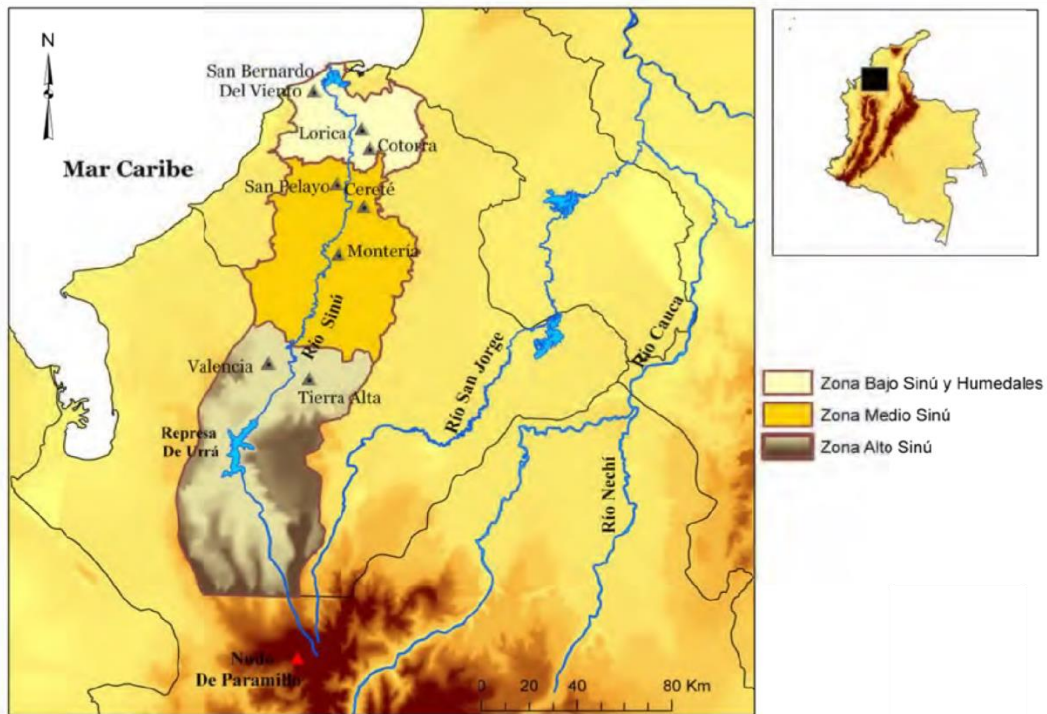 N
San Bernardo
Del Viento
Lorica
Cotorra
Mar Caribe
San Pelayo
Cereté
Montería
Río Sinú
Valencia
Tierra Alta
Represa
De Urrá
Río San Jorge
Río Cauca
Río Nechí
Nudo
De Paramillo
0 20 40 80 Km
Zona Bajo Sinú y Humedales
Zona Medio Sinú
Zona Alto Sinú